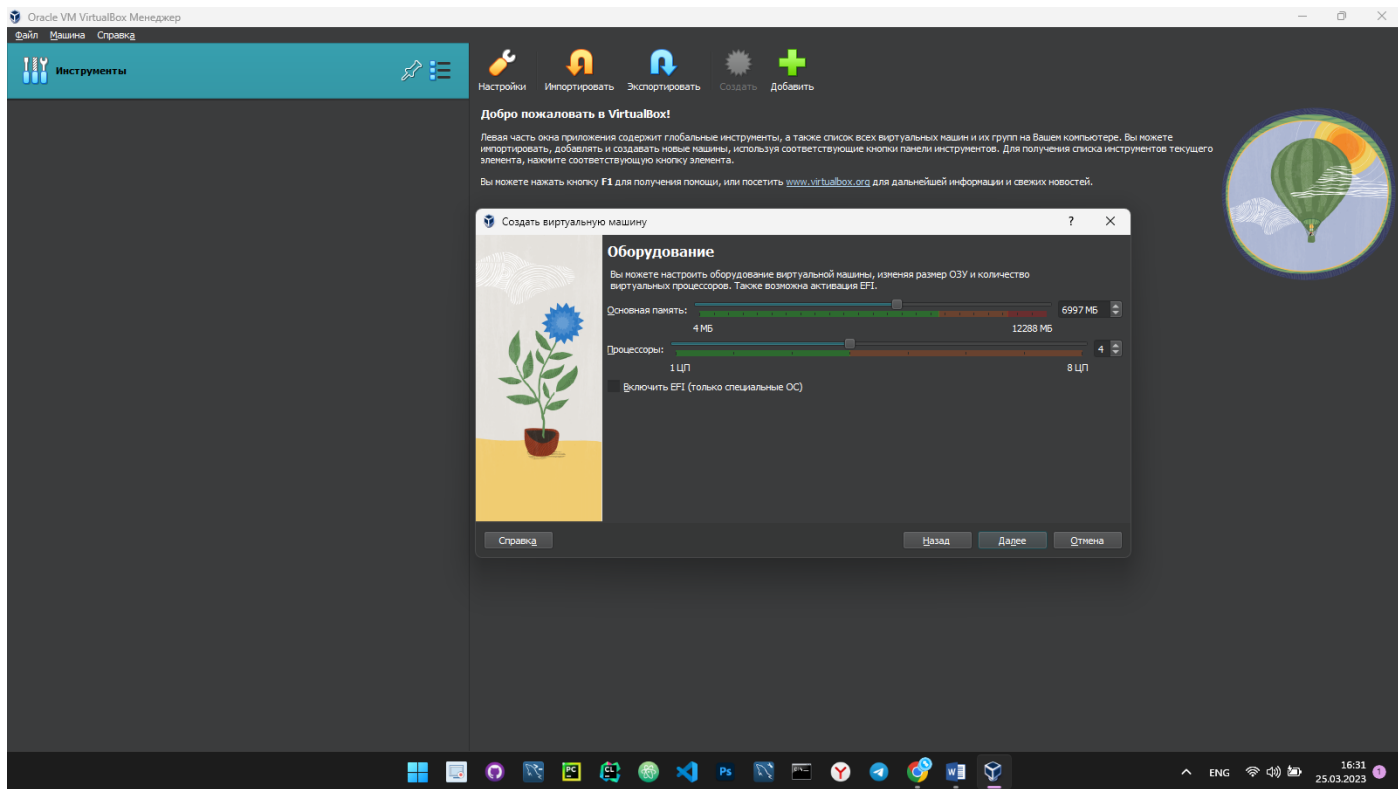 Oracle VM VirtualBox Менеджер
Файл Машина Справка
Инструменты
Настройки Импортировать Экспортировать Создать Добавить
Добро пожаловать в VirtualBox!
Левая часть окна приложения содержит глобальные инструменты, а также список всех виртуальных машин и их групп на Вашем компьютере. Вы можете
импортировать, добавлять и создавать новые машины, используя соответствующие кнопки панели инструментов. Для получения списка инструментов текущего
элемента, нажмите соответствующую кнопку элемента.
Вы можете нажать кнопку F1 для получения помощи, или посетить www.virtualbox.org для дальнейшей информации и свежих новостей.
Создать виртуальную машину ?
Оборудование
Вы можете настроить оборудование виртуальной машины, изменяя размер ОЗУ и количество
виртуальных процессоров. Также возможна активация EFI.
Основная память: 6997 МБ
4 МБ 12288 МБ
Процессоры: 4
1 ЦП 8 ЦП
Включить EFI (только специальные ОС)
Справка Назад Далее Отмена
PC CL Ps Y W ENG 16:31
25.03.2023 1